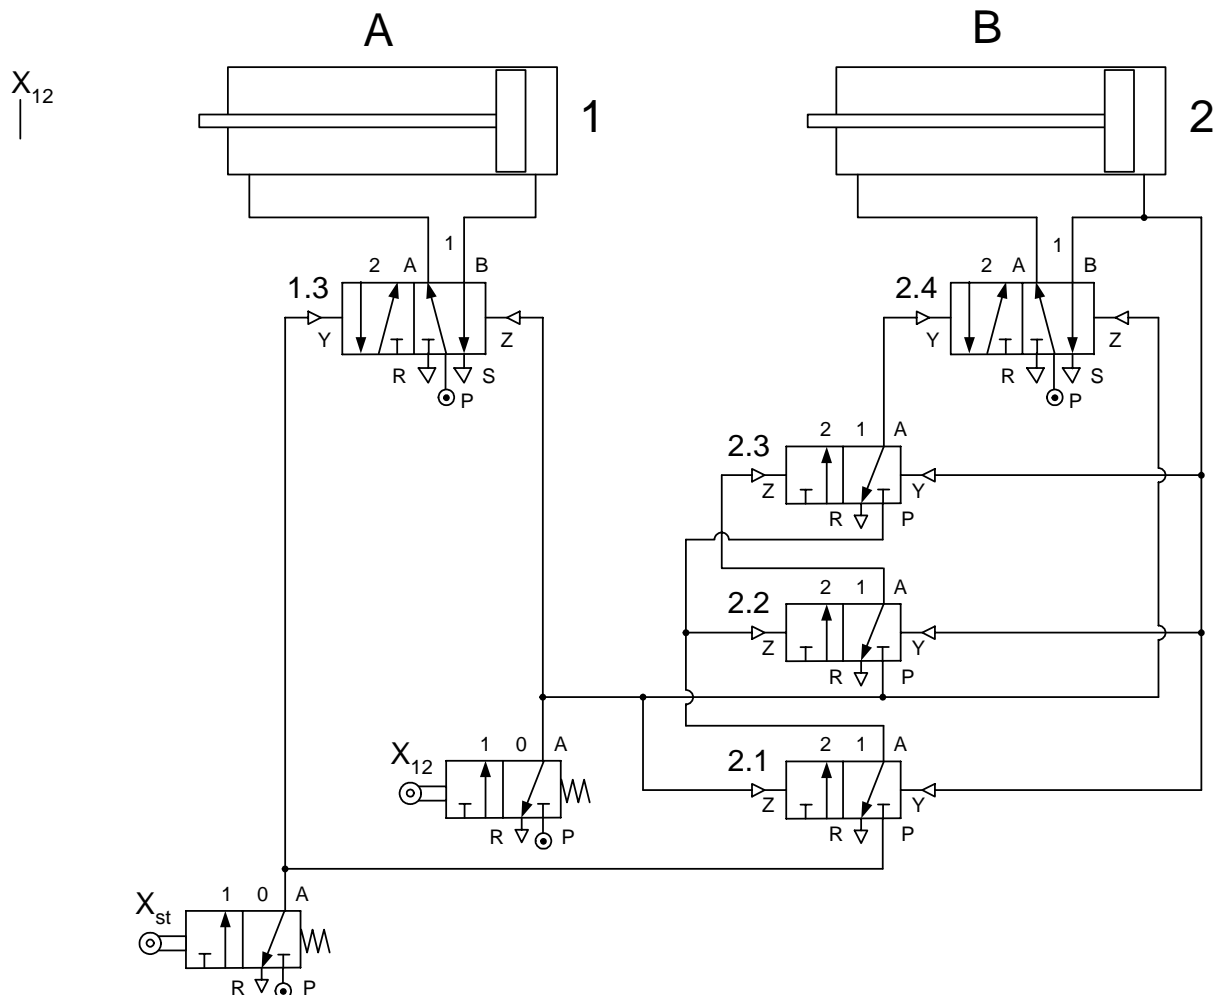 A B
X12
1 2
1
2 A B
1.3
Y Z
R S
P
1
2 A B
2.4
Y Z
R S
P
2 1 A
2.3
Z Y
R P
2 1 A
2.2
Z Y
R P
1 0 A
X12
R P
2 1 A
2.1
Z Y
R P
1 0 A
Xst
R P